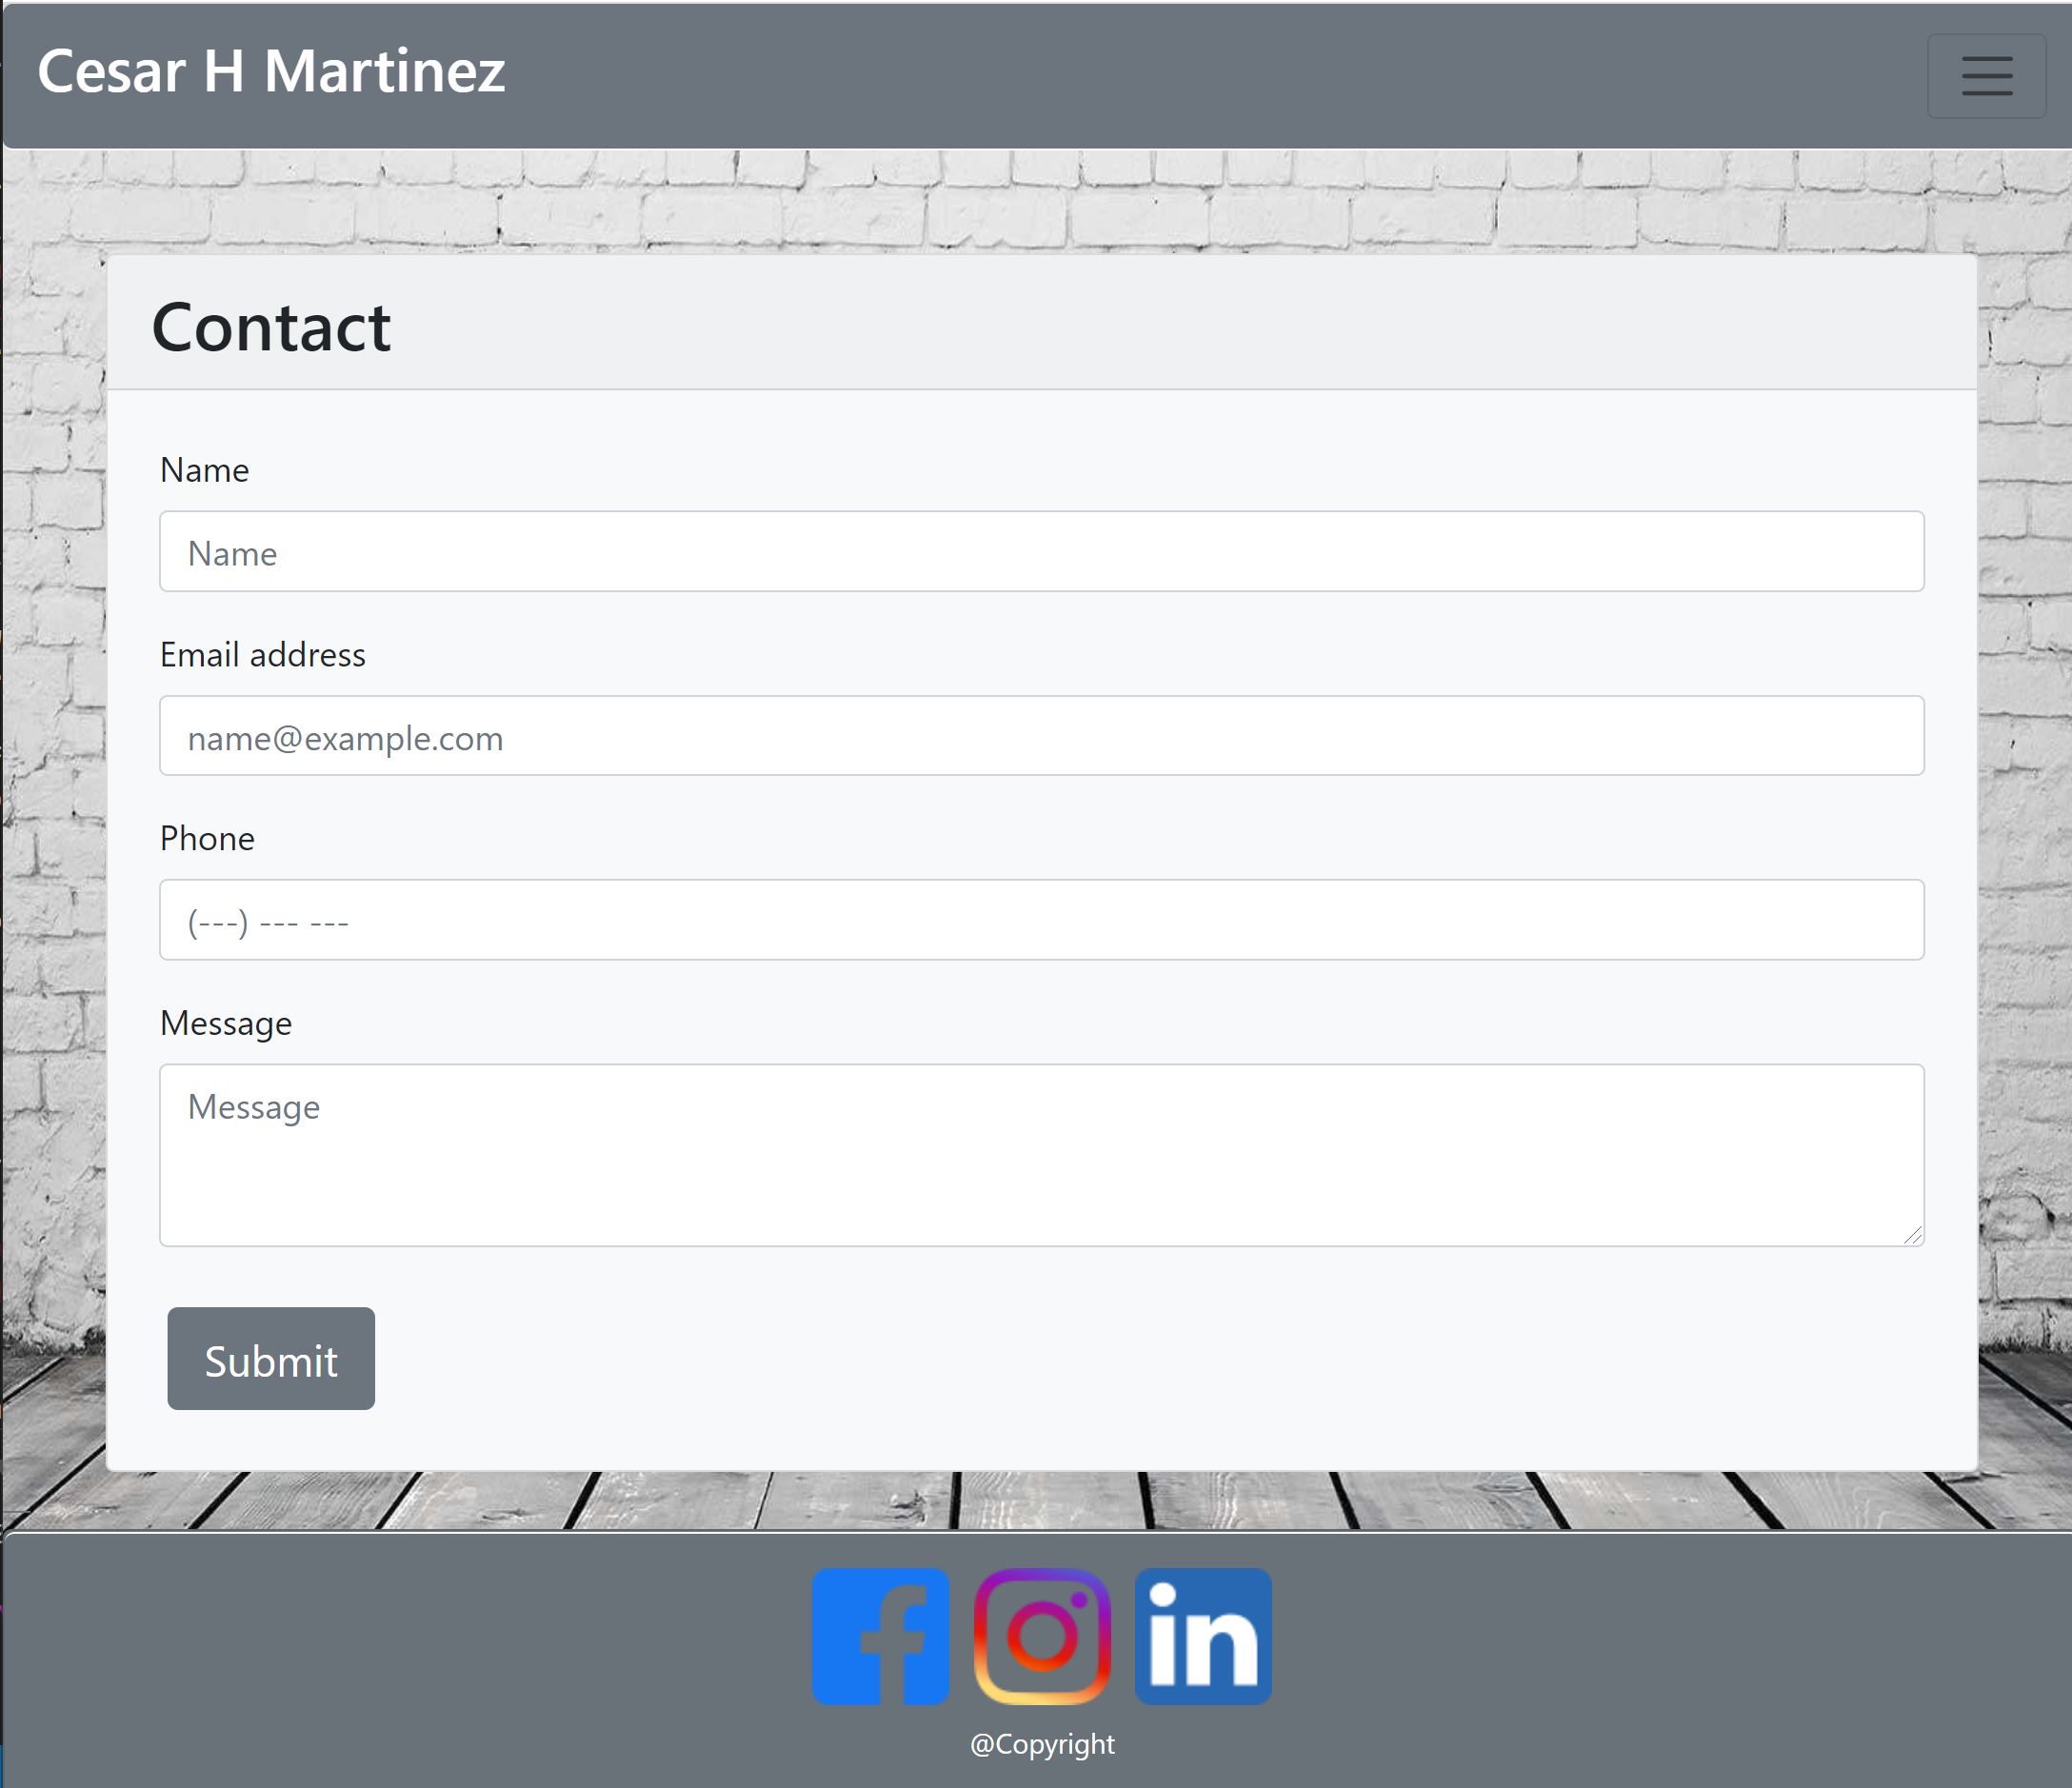 Cesar H Martinez
Contact
Name
Name
Email address
name@example.com
Phone
(---) --- ---
Message
Message
Submit
in
@Copyright